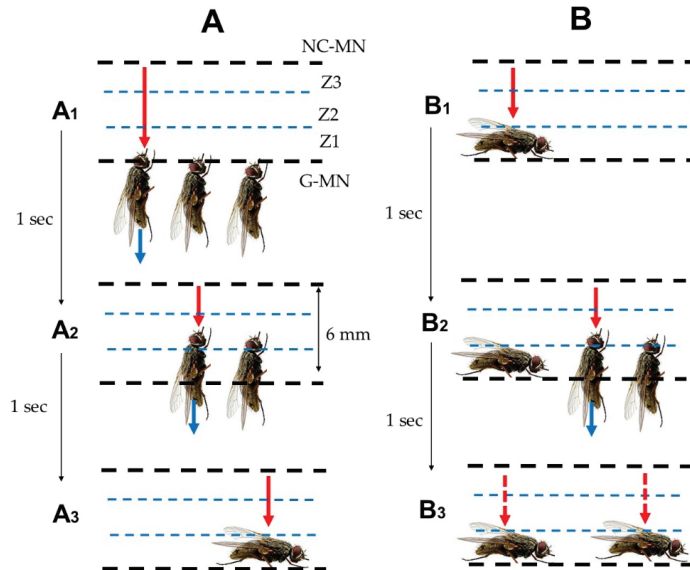 A
B
NC-MN
Z3
A1
Z2
Z1
G-MN
1 sec
A2
6 mm
1 sec
A3
B1
1 sec
B2
1 sec
B3